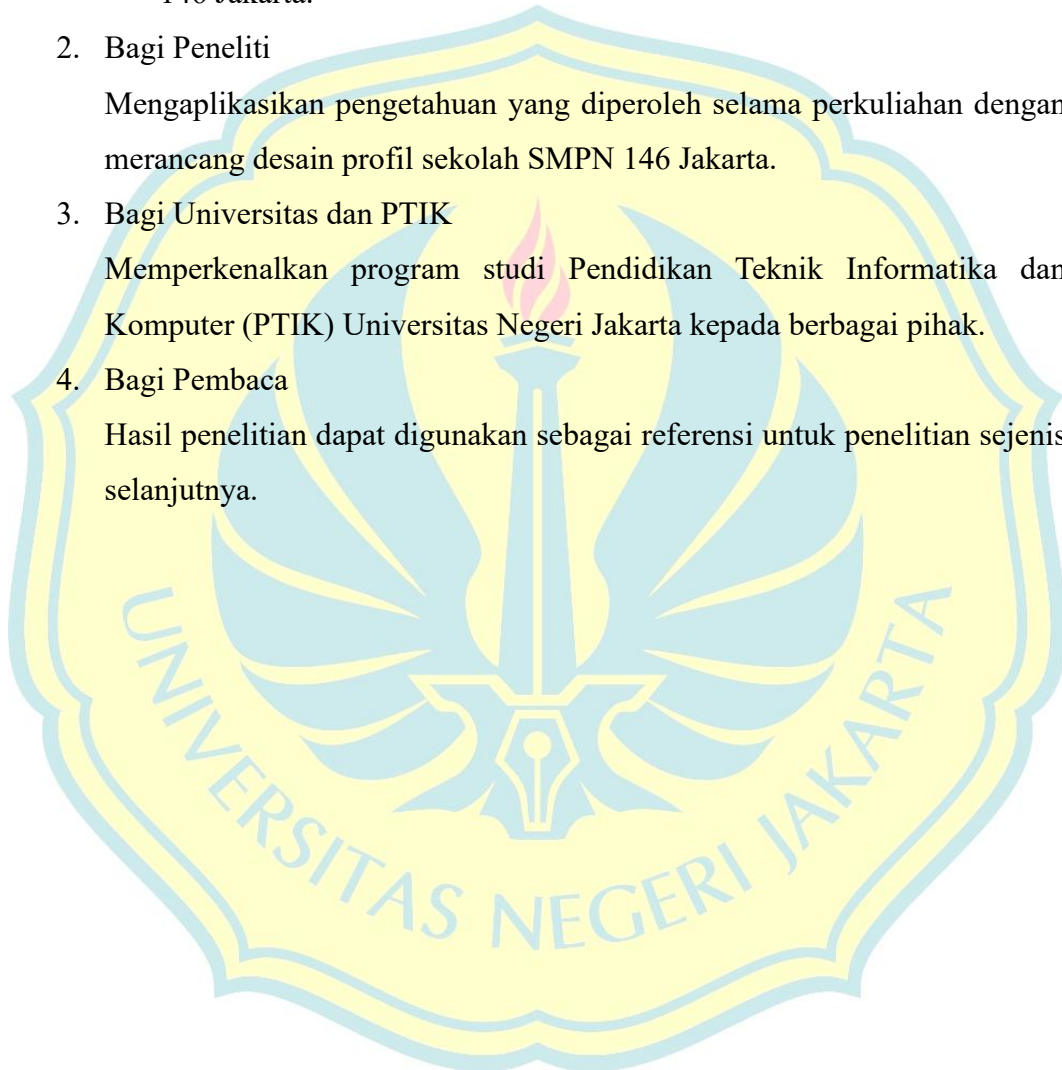 146 Jakarta.
2. Bagi Peneliti
Mengaplikasikan pengetahuan yang diperoleh selama perkuliahan dengan
merancang desain profil sekolah SMPN 146 Jakarta.
3. Bagi Universitas dan PTIK
Memperkenalkan program studi Pendidikan Teknik Informatika dan
Komputer (PTIK) Universitas Negeri Jakarta kepada berbagai pihak.
4. Bagi Pembaca
Hasil penelitian dapat digunakan sebagai referensi untuk penelitian sejenis
selanjutnya.
UNIVERSITAS NEGERI JAKARTA